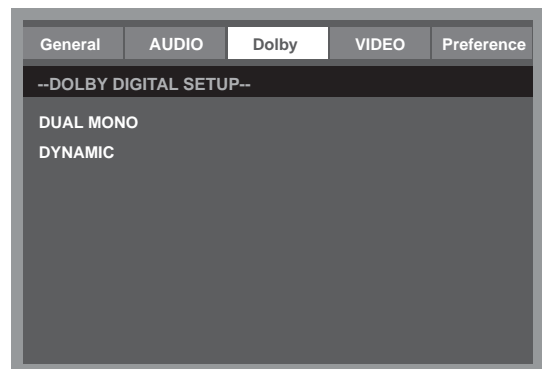 General AUDIO Dolby VIDEO Preference
--DOLBY DIGITAL SETUP--
DUAL MONO
DYNAMIC